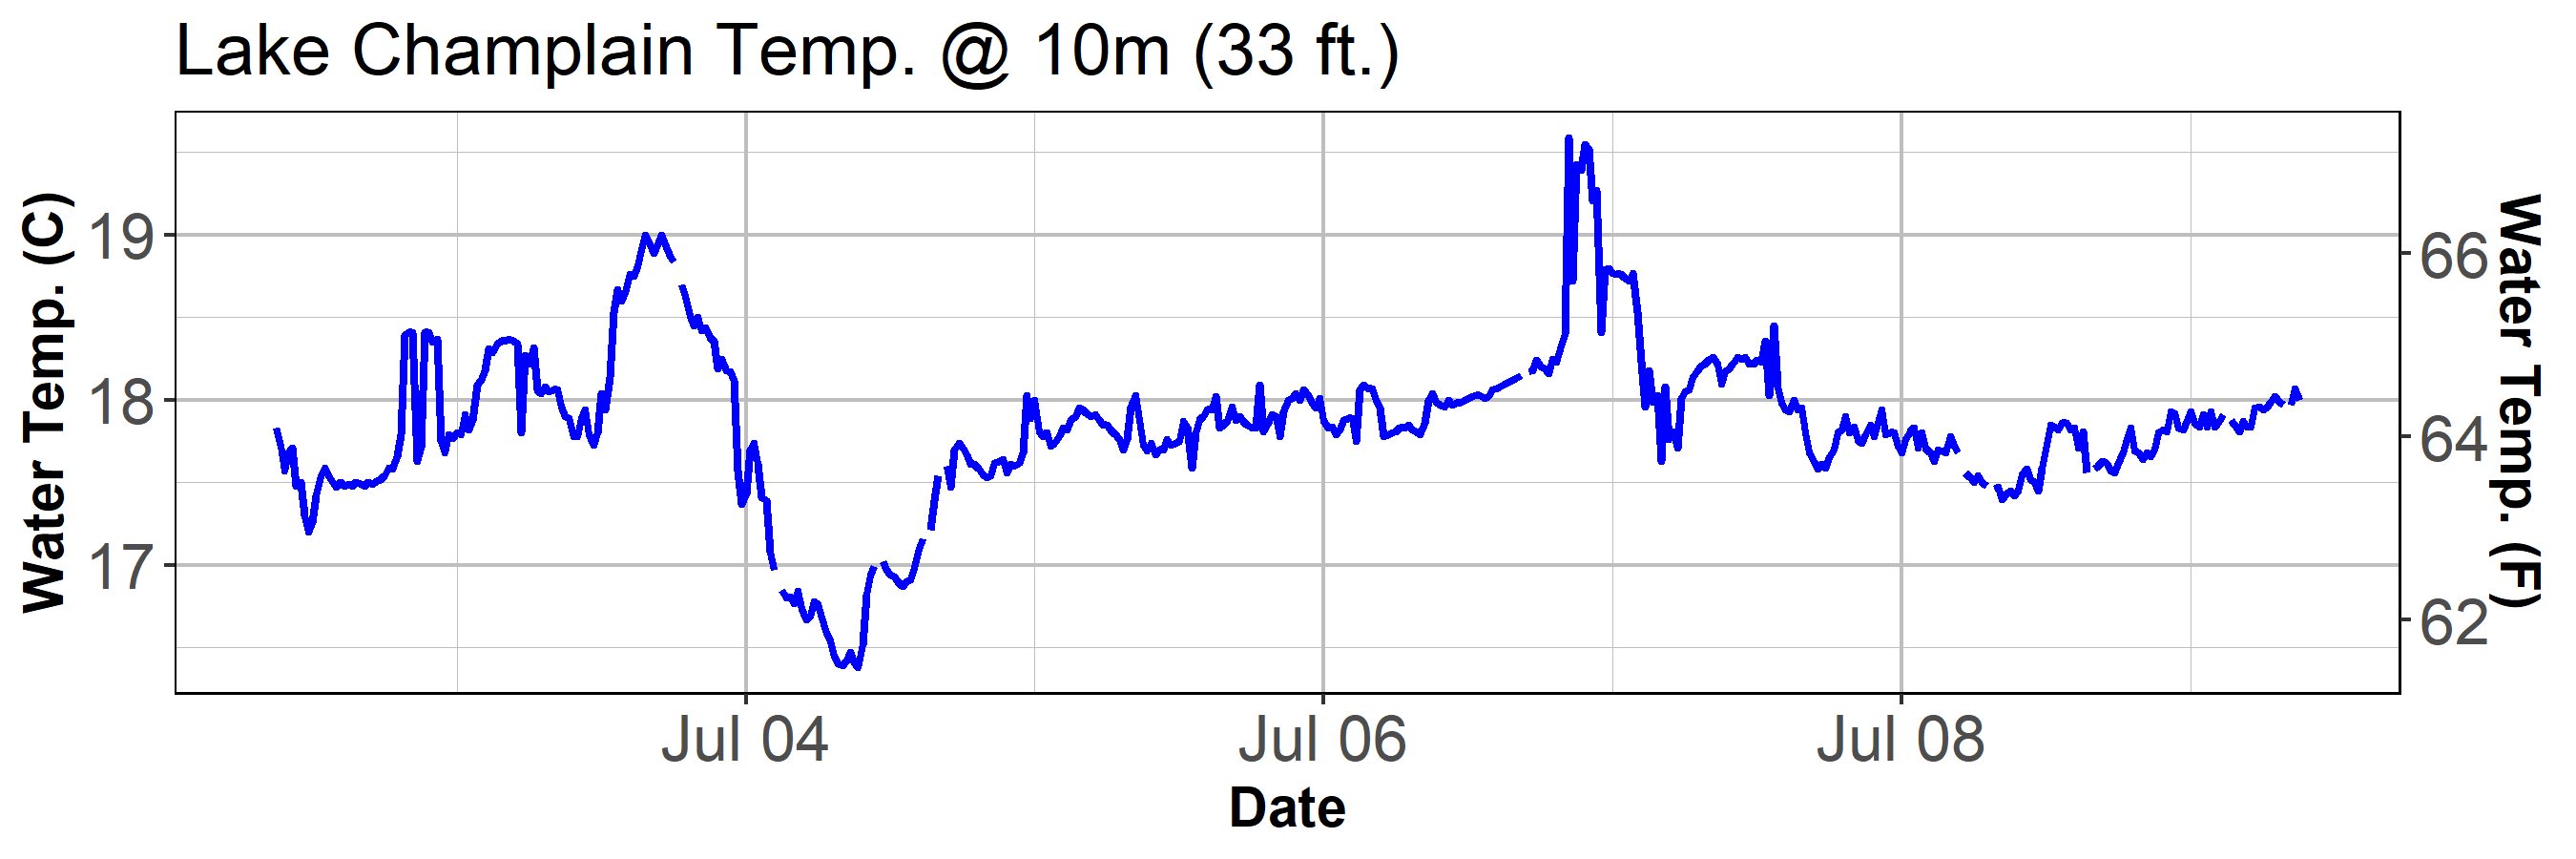 Lake Champlain Temp. @ 10m (33 ft.)
Water Temp. (C)
19
18
17
66
64
62
Water Temp. (F)
Jul 04
Jul 06
Jul 08
Date